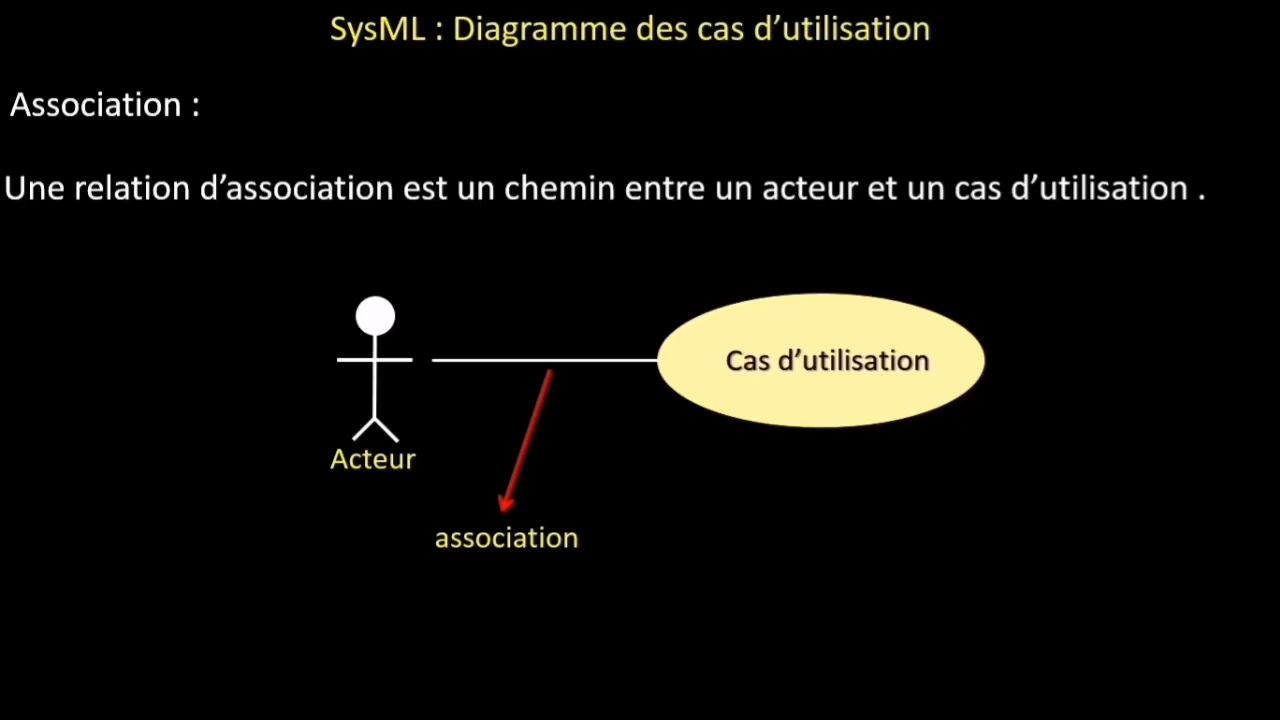 SysML : Diagramme des cas d’utilisation
Association :
Une relation d’association est un chemin entre un acteur et un cas d’utilisation .
Cas d’utilisation
Acteur
association